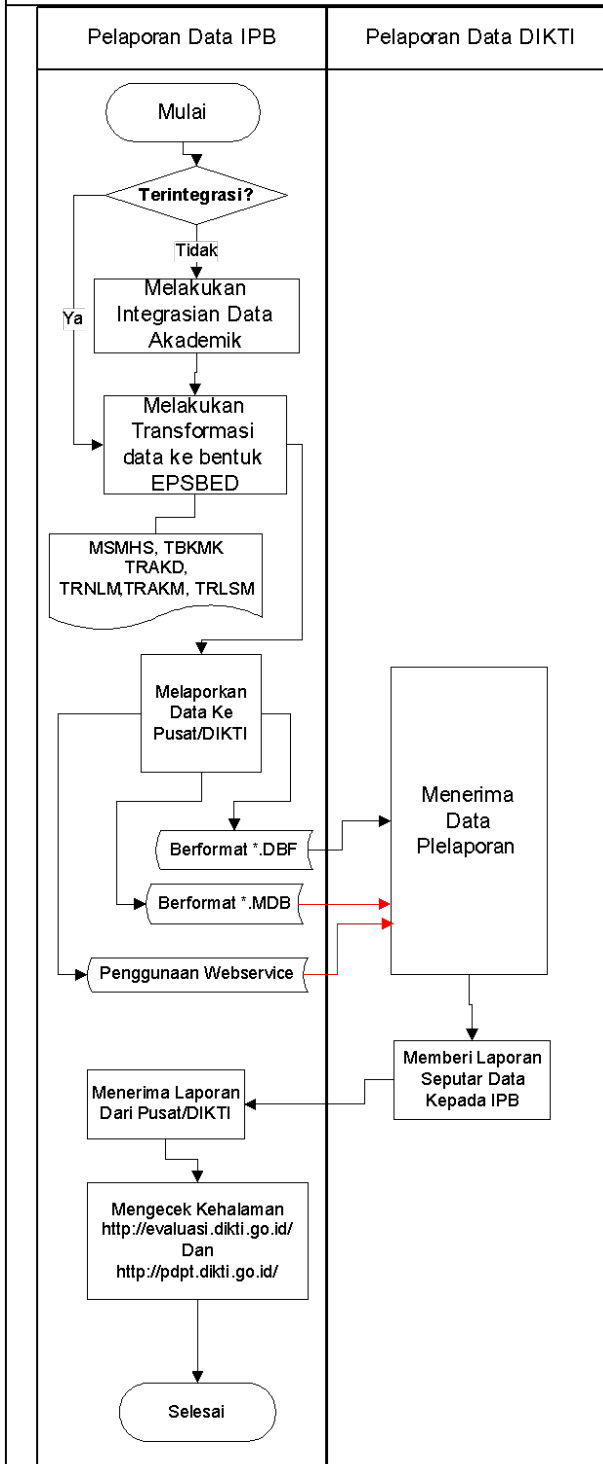 Pelaporan Data IPB
Pelaporan Data DIKTI
Mulai
Terintegrasi?
Tidak
Ya
Melakukan
Integrasian Data
Akademik
Melakukan
Transformasi
data ke bentuk
EPSBED
MSMHS, TBKMK
TRAKD,
TRNLM,TRAKM, TRLSM
Melaporkan
Data Ke
Pusat/DIKTI
Menerima
Data
Plelaporan
Berformat *.DBF
Berformat *.MDB
Penggunaan Webservice
Memberi Laporan
Seputar Data
Kepada IPB
Menerima Laporan
Dari Pusat/DIKTI
Mengecek Kehalaman
http://evaluasi.dikti.go.id/
Dan
http://pdpt.dikti.go.id/
Selesai